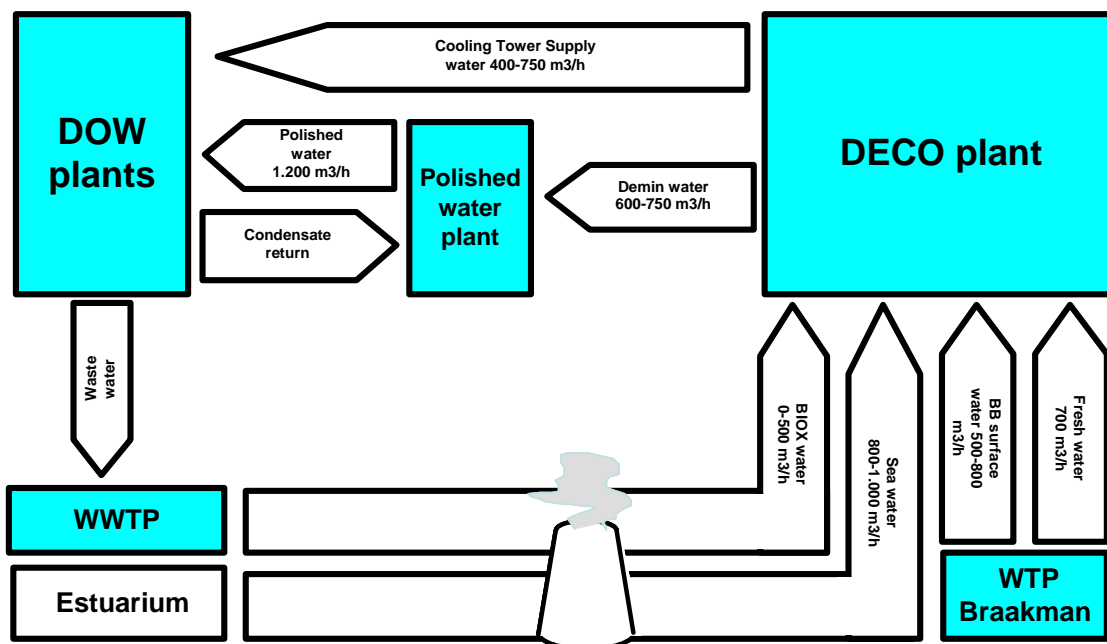 Cooling Tower Supply
water 400-750 m3/h
DOW
plants
Polished
water
1.200 m3/h
Polished
water
plant
Demin water
600-750 m3/h
DECO plant
Condensate
return
Waste
water
BIOX water
0-500 m3/h
Sea water
800-1.000 m3/h
BB surface
water 500-800
m3/h
Fresh water
700 m3/h
WWTP
Estuarium
WTP
Braakman